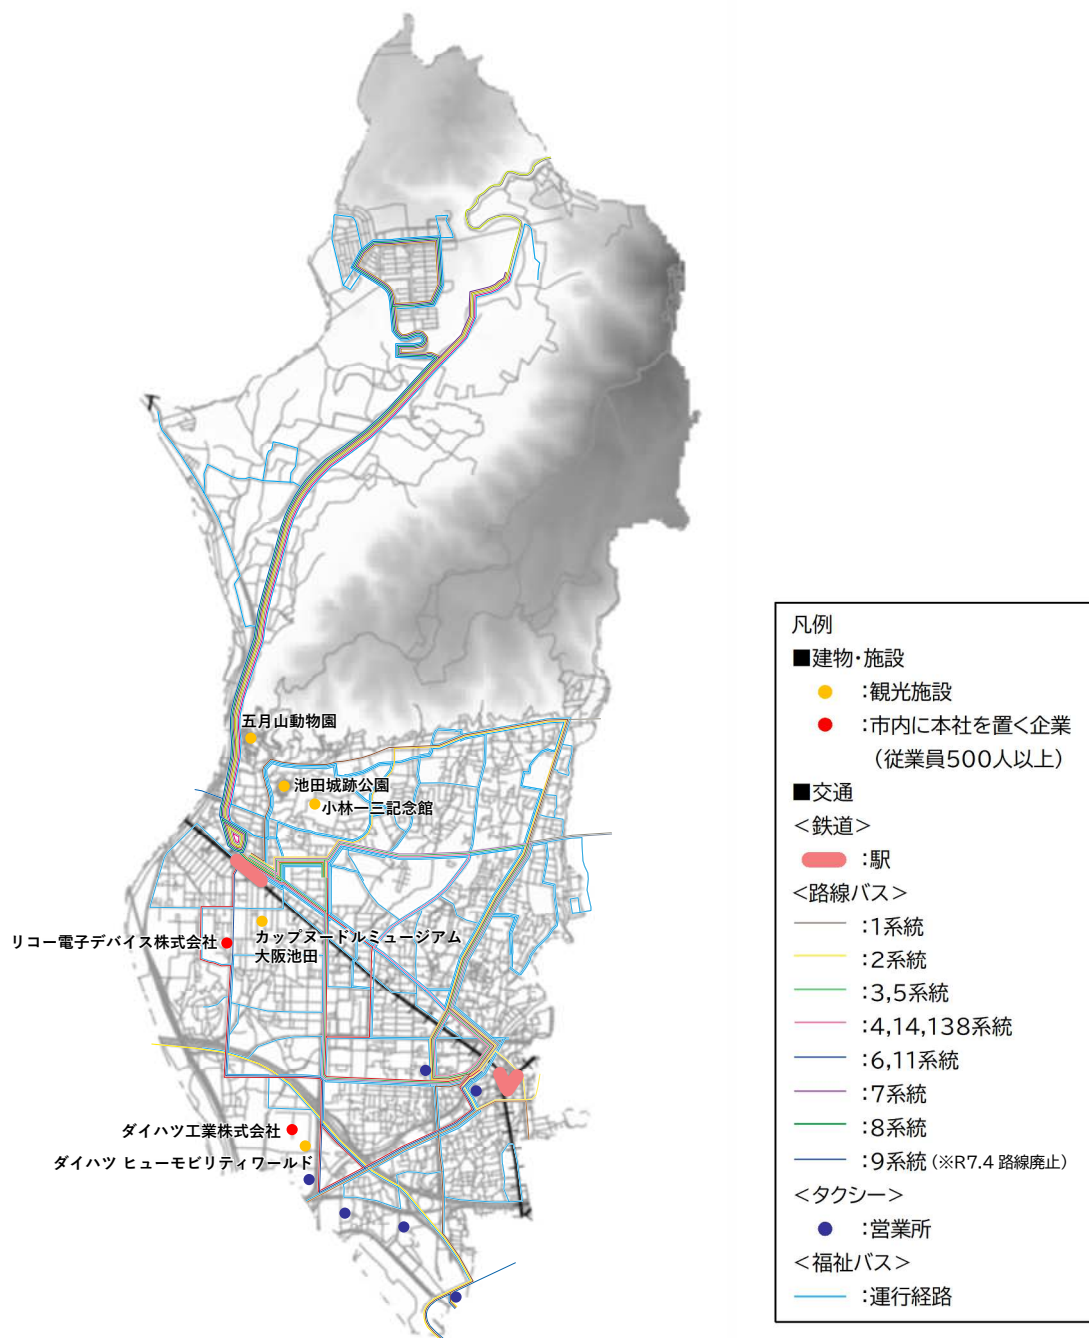 五月山動物園
池田城跡公園
小林一三記念館
リコー電子デバイス株式会社
カップヌードルミュージアム
大阪池田
ダイハツ工業株式会社
ダイハツ ヒューモビリティワールド
凡例
■建物・施設
：観光施設
：市内に本社を置く企業
（従業員500人以上）
■交通
＜鉄道＞
：駅
＜路線バス＞
：1系統
：2系統
：3,5系統
：4,14,138系統
：6,11系統
：7系統
：8系統
：9系統（※R7.4 路線廃止）
＜タクシー＞
：営業所
＜福祉バス＞
：運行経路